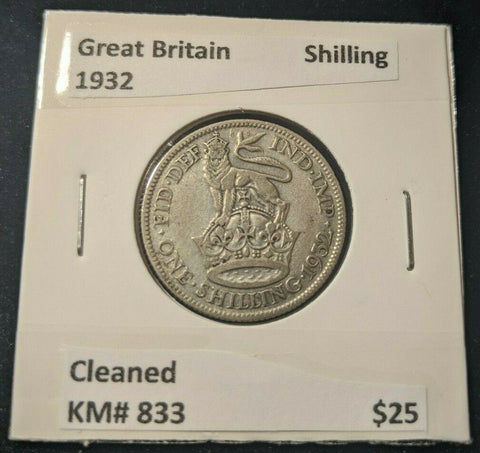 Great Britain Shilling
1932
·FID·DEF IND·IMP·
·ONE·SHILLING·1932·
Cleaned
KM# 833 $25